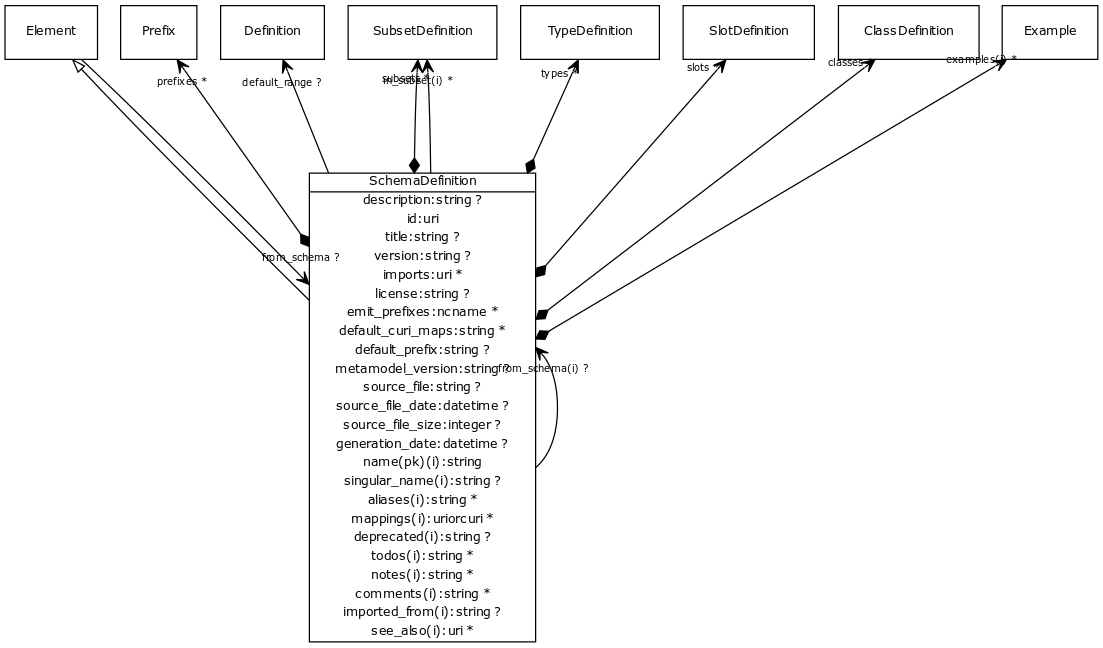 Element
Prefix
Definition
SubsetDefinition
TypeDefinition
SlotDefinition
ClassDefinition
Example
prefixes *
default_range ?
subsets *
in_subset(i) *
types *
slots *
classes *
examples(i) *
from_schema ?
from_schema(i) ?
SchemaDefinition
description:string ?
id:uri
title:string ?
version:string ?
imports:uri *
license:string ?
emit_prefixes:ncname *
default_curi_maps:string *
default_prefix:string ?
metamodel_version:string ?
source_file:string ?
source_file_date:datetime ?
source_file_size:integer ?
generation_date:datetime ?
name(pk)(i):string
singular_name(i):string ?
aliases(i):string *
mappings(i):uriorcuri *
deprecated(i):string ?
todos(i):string *
notes(i):string *
comments(i):string *
imported_from(i):string ?
see_also(i):uri *